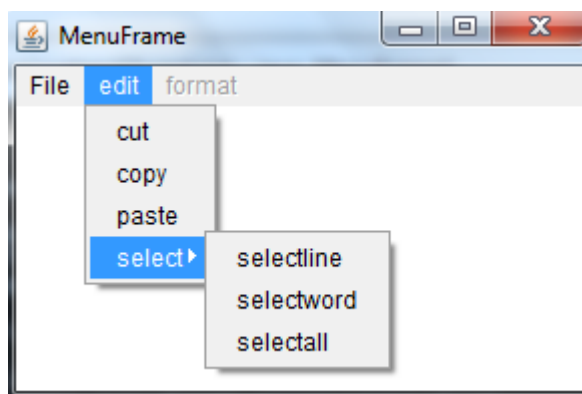 MenuFrame
File edit format
cut
copy
paste
select
selectline
selectword
selectall